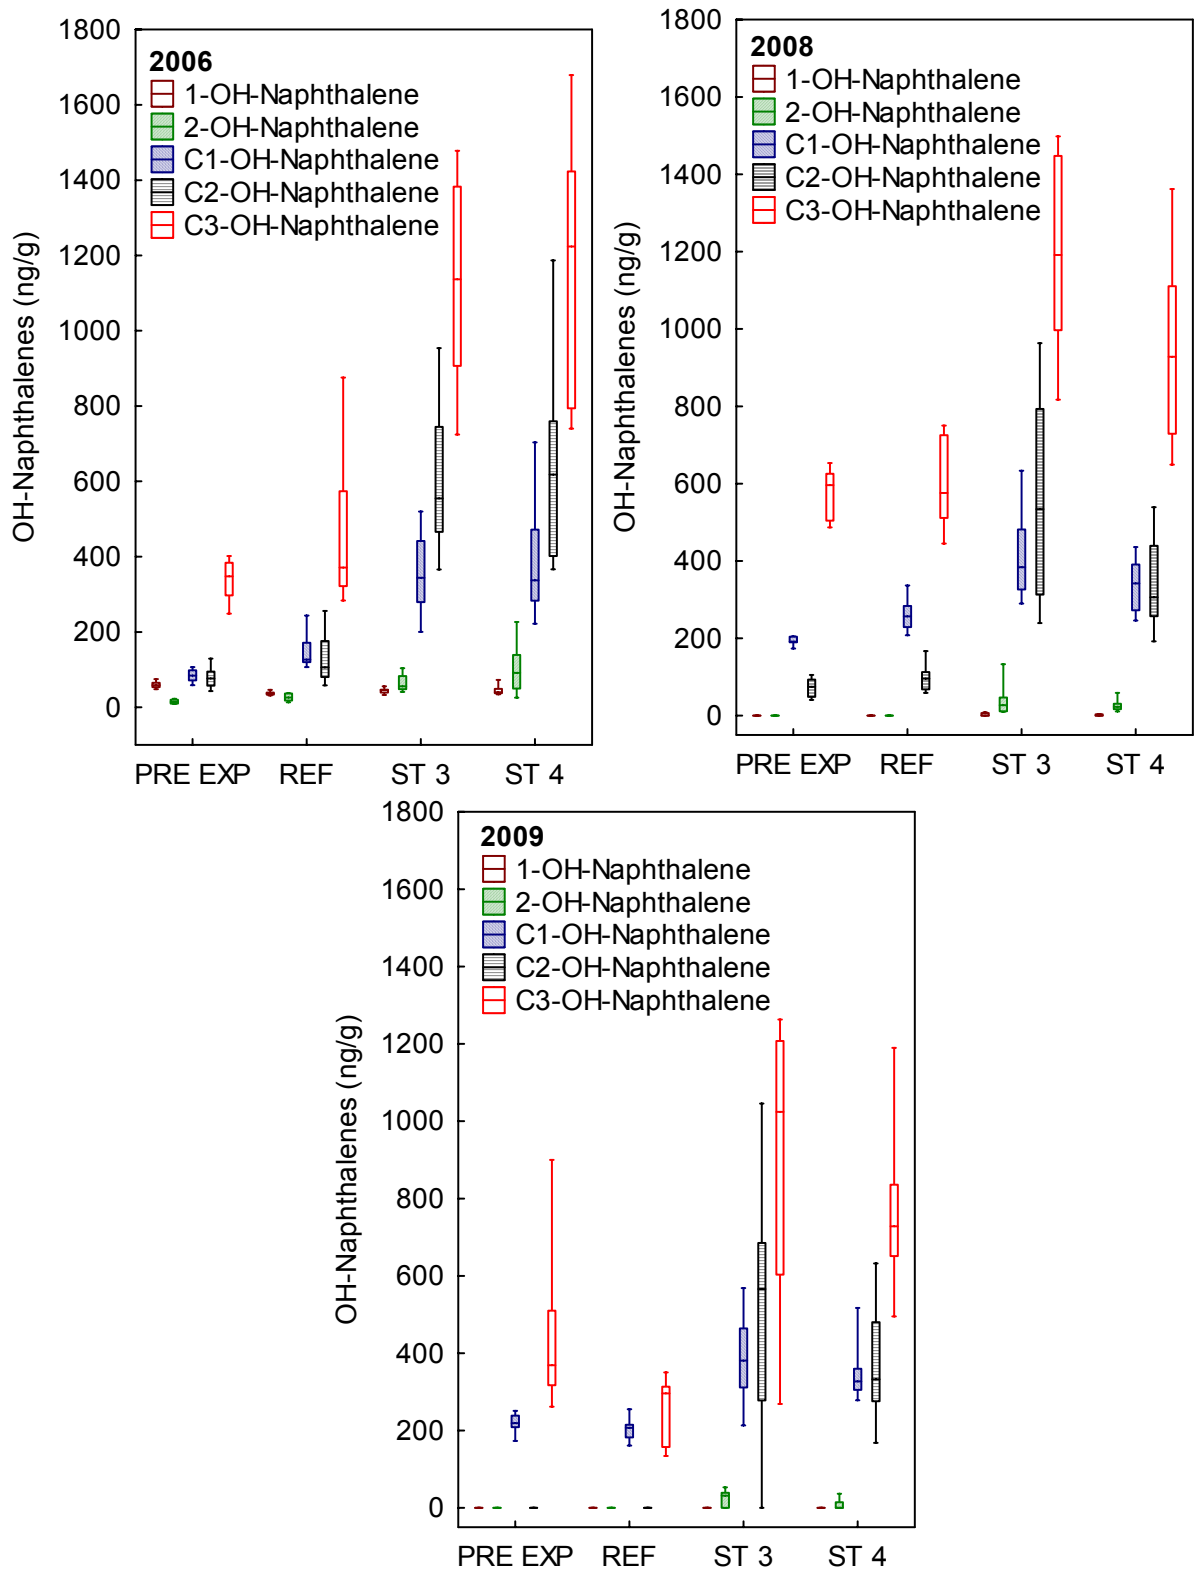 OH-Naphthalenes (ng/g)
1800
1600
1400
1200
1000
800
600
400
200
0
2006
1-OH-Naphthalene
2-OH-Naphthalene
C1-OH-Naphthalene
C2-OH-Naphthalene
C3-OH-Naphthalene
PRE EXP REF ST 3 ST 4
OH-Naphthalenes (ng/g)
1800
1600
1400
1200
1000
800
600
400
200
0
2008
1-OH-Naphthalene
2-OH-Naphthalene
C1-OH-Naphthalene
C2-OH-Naphthalene
C3-OH-Naphthalene
PRE EXP REF ST 3 ST 4
OH-Naphthalenes (ng/g)
1800
1600
1400
1200
1000
800
600
400
200
0
2009
1-OH-Naphthalene
2-OH-Naphthalene
C1-OH-Naphthalene
C2-OH-Naphthalene
C3-OH-Naphthalene
PRE EXP REF ST 3 ST 4